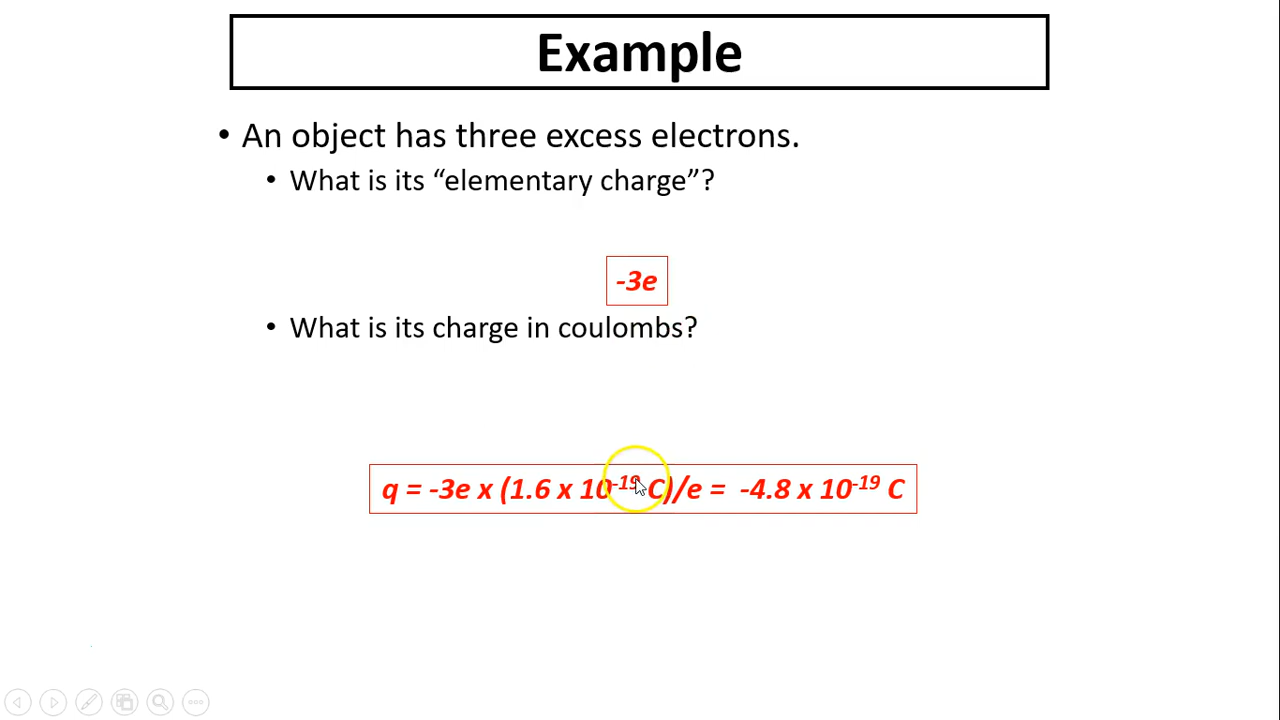 Example
• An object has three excess electrons.
• What is its “elementary charge”?
-3e
• What is its charge in coulombs?
q = -3e x (1.6 x 10⁻¹⁹ C)/e = -4.8 x 10⁻¹⁹ C